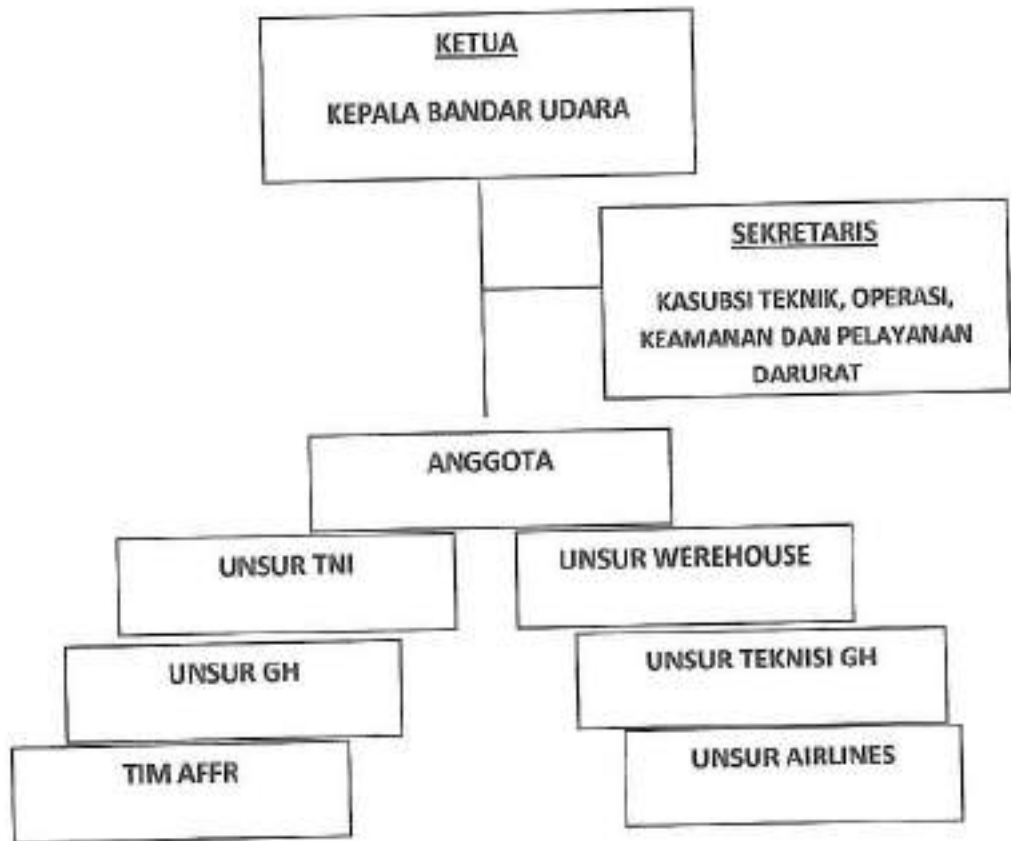 KETUA
KEPALA BANDAR UDARA
SEKRETARIS
KASUBSI TEKNIK, OPERASI,
KEAMANAN DAN PELAYANAN
DARURAT
ANGGOTA
UNSUR TNI
UNSUR WEREHOUSE
UNSUR GH
UNSUR TEKNISI GH
TIM AFFR
UNSUR AIRLINES